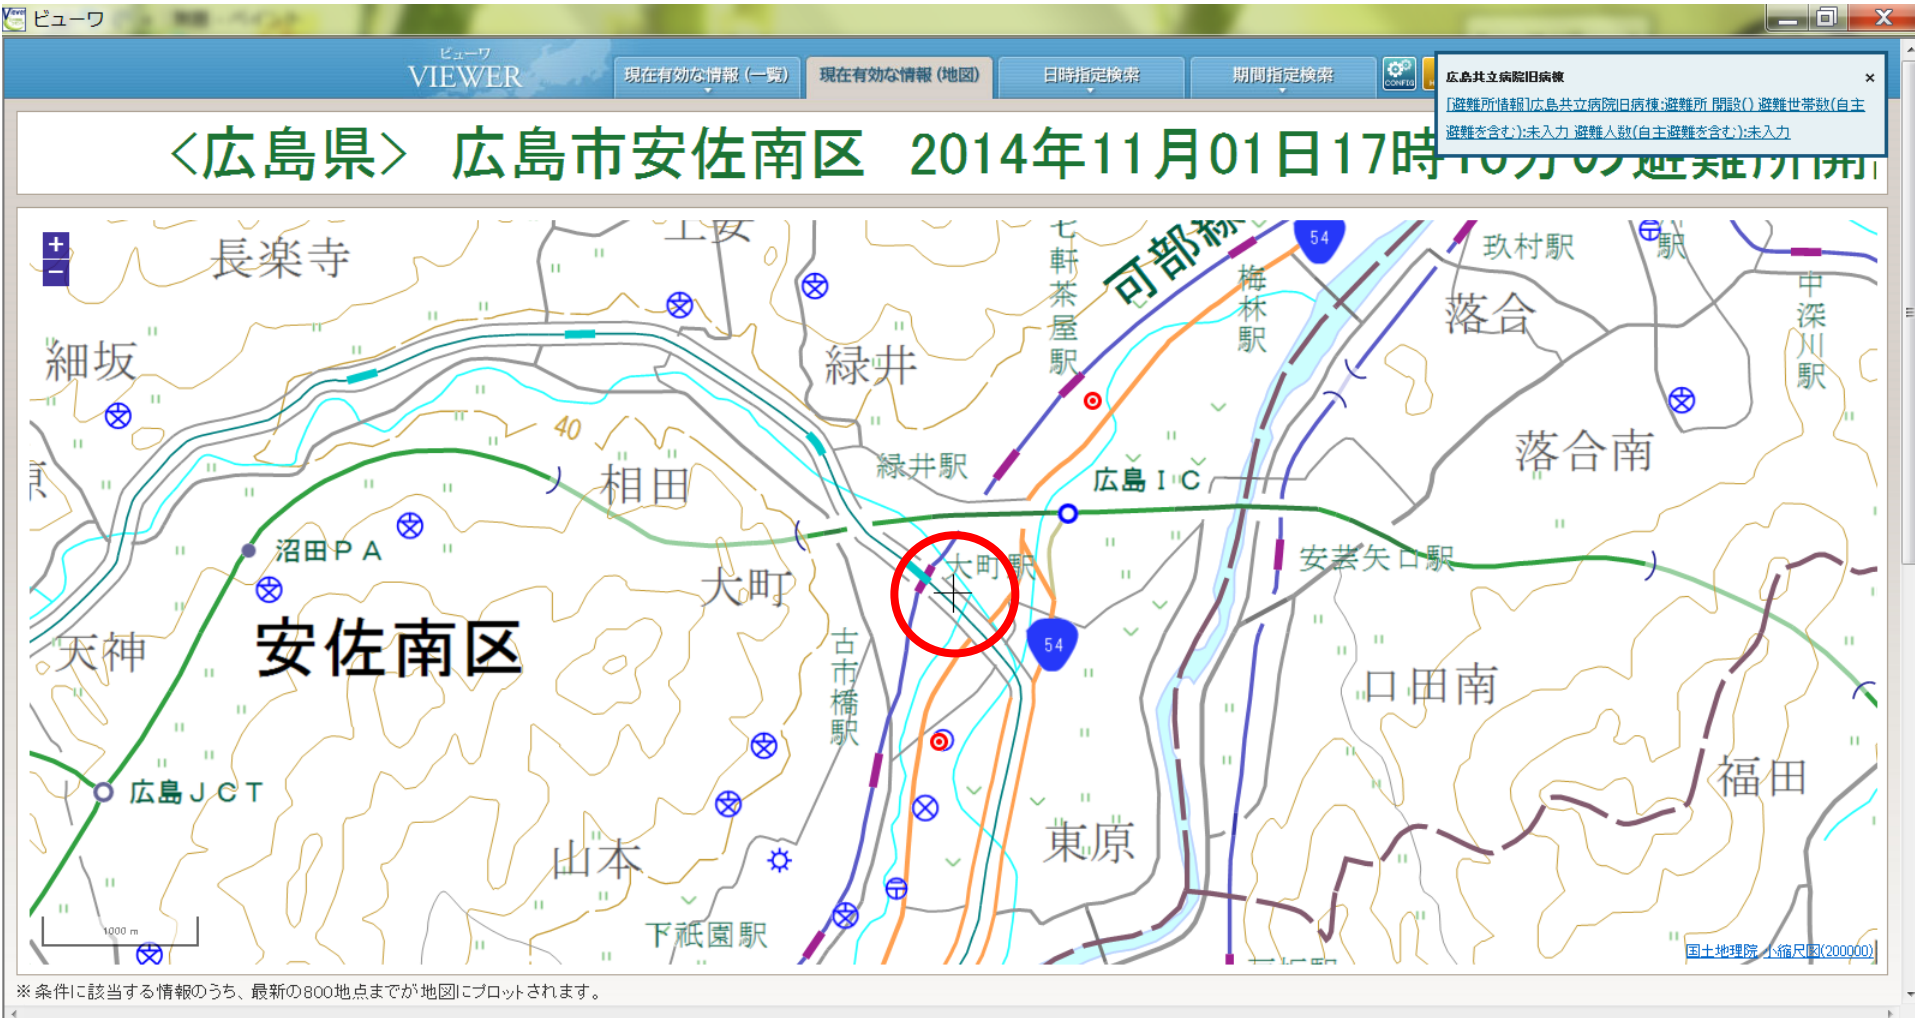 ビューワ
ビューワ
VIEWER
現在有効な情報 (一覧)
現在有効な情報 (地図)
日時指定検索
期間指定検索
CONFIG
広島共立病院旧病棟
×
[避難所情報]広島共立病院旧病棟:避難所 開設() 避難世帯数(自主
避難を含む):未入力 避難人数(自主避難を含む):未入力
<広島県> 広島市安佐南区 2014年11月01日17時
+
−
長楽寺
上安
七軒茶屋駅
可部線
54
梅林駅
玖村駅
駅
中深川駅
落合
細坂
緑井
40
相田
緑井駅
広島IC
落合南
原
沼田PA
大町
大町駅
安芸矢口駅
天神
安佐南区
古市橋駅
54
口田南
広島JCT
福田
山本
東原
下祇園駅
1000 m
国土地理院 小縮尺図(200000)
※条件に該当する情報のうち、最新の800地点までが地図にプロットされます。